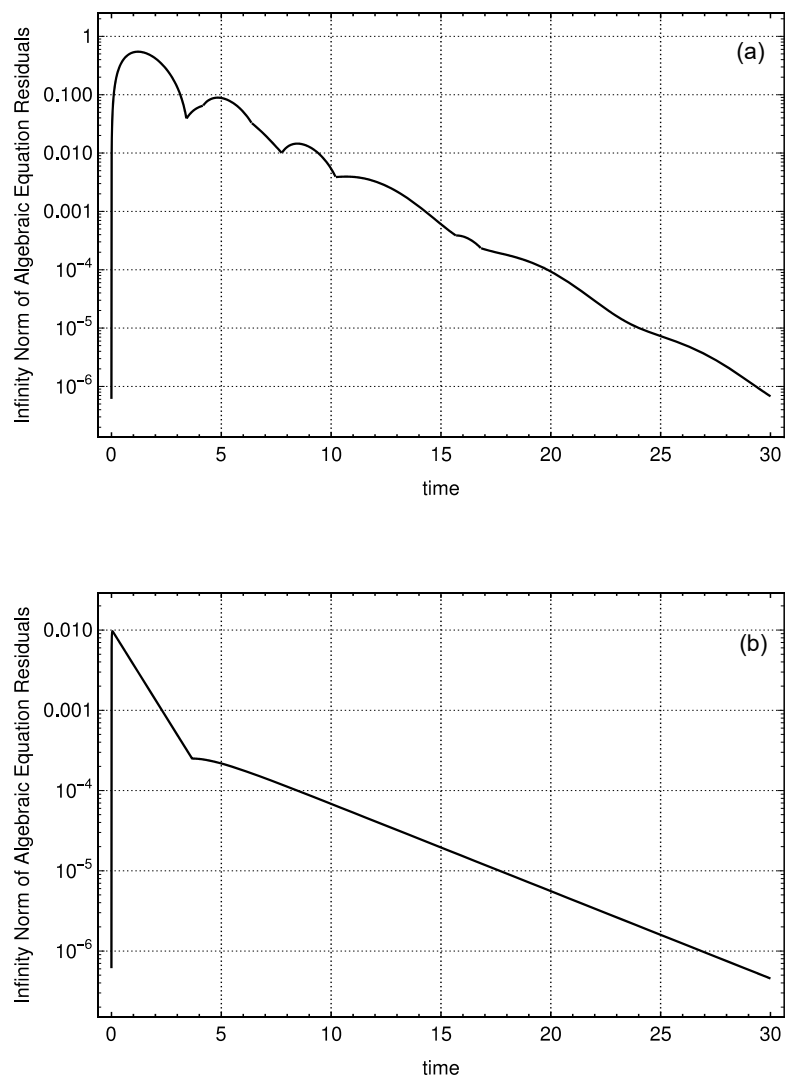 (a)
Infinity Norm of Algebraic Equation Residuals
1
0.100
0.010
0.001
10⁻⁴
10⁻⁵
10⁻⁶
0 5 10 15 20 25 30
time
(b)
Infinity Norm of Algebraic Equation Residuals
0.010
0.001
10⁻⁴
10⁻⁵
10⁻⁶
0 5 10 15 20 25 30
time